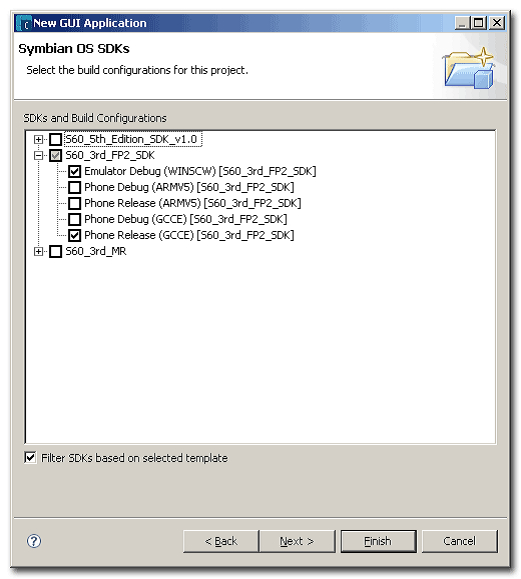 New GUI Application
Symbian OS SDKs
Select the build configurations for this project.
SDKs and Build Configurations
S60_5th_Edition_SDK_v1.0
S60_3rd_FP2_SDK
Emulator Debug (WINSCW) [S60_3rd_FP2_SDK]
Phone Debug (ARMV5) [S60_3rd_FP2_SDK]
Phone Release (ARMV5) [S60_3rd_FP2_SDK]
Phone Debug (GCCE) [S60_3rd_FP2_SDK]
Phone Release (GCCE) [S60_3rd_FP2_SDK]
S60_3rd_MR
Filter SDKs based on selected template
? < Back Next > Finish Cancel